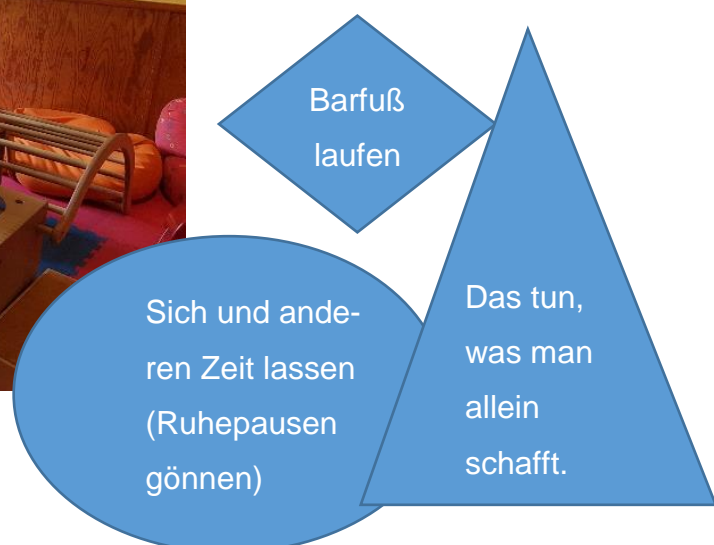 Barfuß
laufen
Sich und ande-
ren Zeit lassen
(Ruhepausen
gönnen)
Das tun,
was man
allein
schafft.